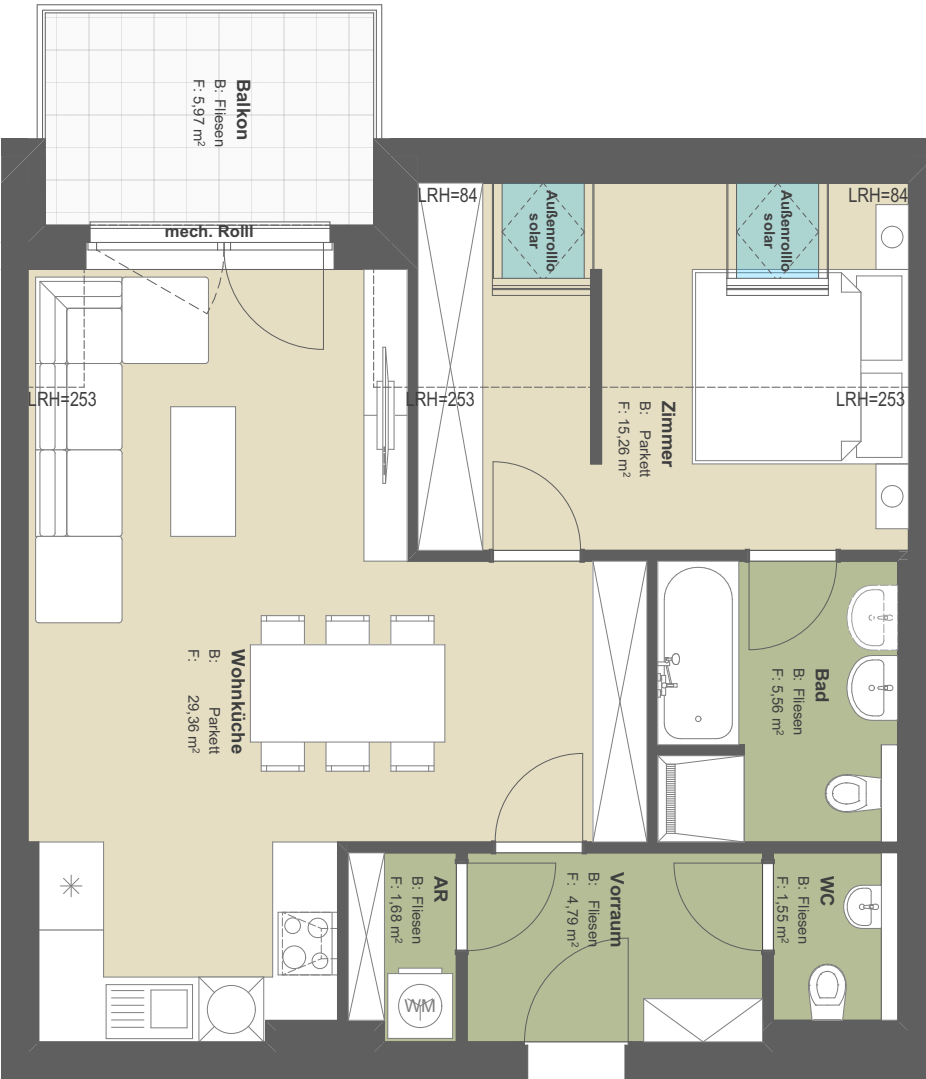 Balkon
B: Fliesen
F: 5,97 m²
mech. Rolll
LRH=84
Außenrolllo
solar
Außenrolllo
solar
LRH=84
LRH=253
LRH=253
LRH=253
Zimmer
B: Parkett
F: 15,26 m²
Wohnküche
B: Parkett
F: 29,36 m²
Bad
B: Fliesen
F: 5,56 m²
AR
B: Fliesen
F: 1,68 m²
WM
Vorraum
B: Fliesen
F: 4,79 m²
WC
B: Fliesen
F: 1,55 m²